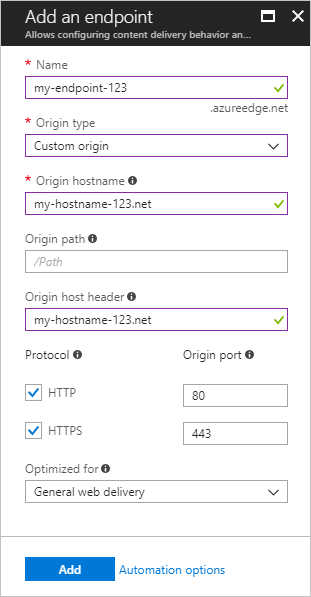 Add an endpoint
Allows configuring content delivery behavior an...
* Name
my-endpoint-123
.azureedge.net
* Origin type
Custom origin
* Origin hostname
my-hostname-123.net
Origin path
/Path
Origin host header
my-hostname-123.net
Protocol Origin port
HTTP 80
HTTPS 443
Optimized for
General web delivery
Add Automation options